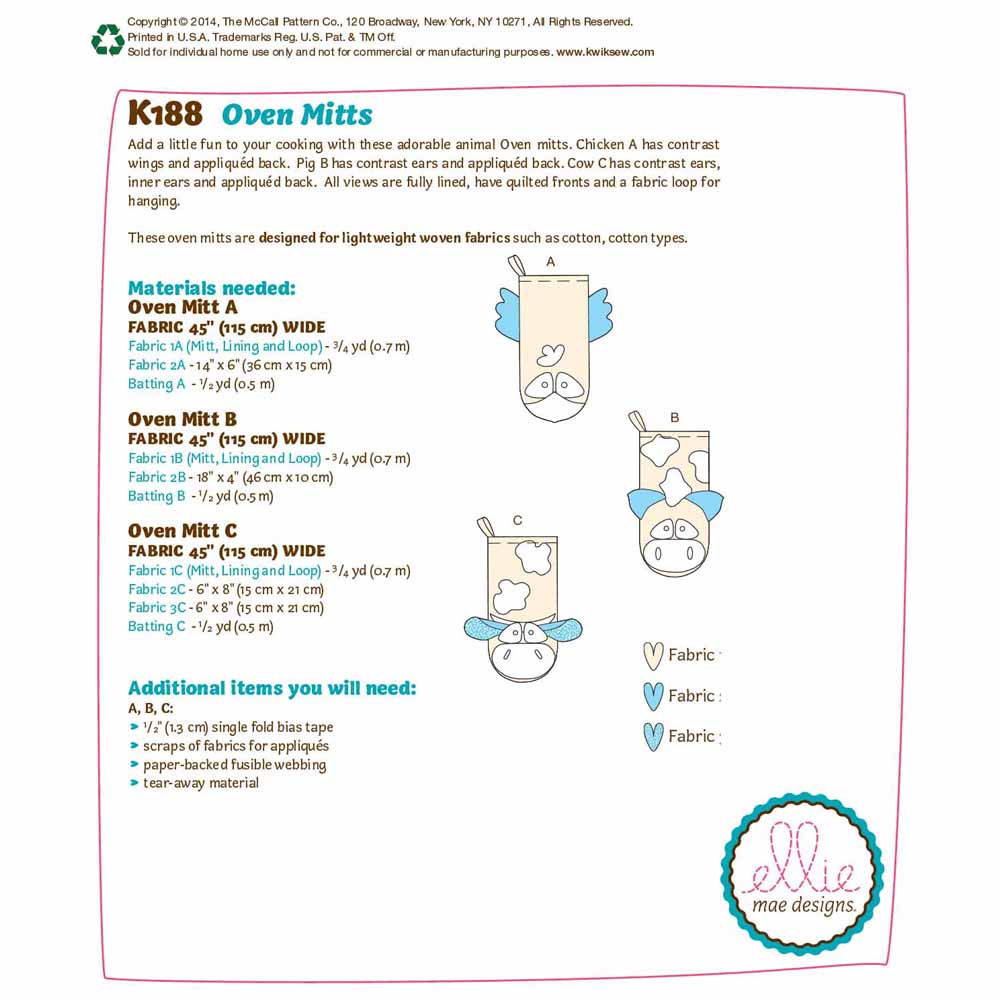 Copyright © 2014, The McCall Pattern Co., 120 Broadway, New York, NY 10271, All Rights Reserved.
Printed in U.S.A. Trademarks Reg. U.S. Pat. & TM Off.
Sold for individual home use only and not for commercial or manufacturing purposes. www.kwiksew.com
K188 Oven Mitts
Add a little fun to your cooking with these adorable animal Oven mitts. Chicken A has contrast
wings and appliquéd back. Pig B has contrast ears and appliquéd back. Cow C has contrast ears,
inner ears and appliquéd back. All views are fully lined, have quilted fronts and a fabric loop for
hanging.
These oven mitts are designed for lightweight woven fabrics such as cotton, cotton types.
Materials needed:
Oven Mitt A
FABRIC 45" (115 cm) WIDE
Fabric 1A (Mitt, Lining and Loop) - 3/4 yd (0.7 m)
Fabric 2A - 14" x 6" (36 cm x 15 cm)
Batting A - 1/2 yd (0.5 m)
Oven Mitt B
FABRIC 45" (115 cm) WIDE
Fabric 1B (Mitt, Lining and Loop) - 3/4 yd (0.7 m)
Fabric 2B - 18" x 4" (46 cm x 10 cm)
Batting B - 1/2 yd (0.5 m)
Oven Mitt C
FABRIC 45" (115 cm) WIDE
Fabric 1C (Mitt, Lining and Loop) - 3/4 yd (0.7 m)
Fabric 2C - 6" x 8" (15 cm x 21 cm)
Fabric 3C - 6" x 8" (15 cm x 21 cm)
Batting C - 1/2 yd (0.5 m)
Additional items you will need:
A, B, C:
1/2" (1.3 cm) single fold bias tape
scraps of fabrics for appliqués
paper-backed fusible webbing
tear-away material
A
B
C
Fabric
Fabric
Fabric
ellie
mae designs.